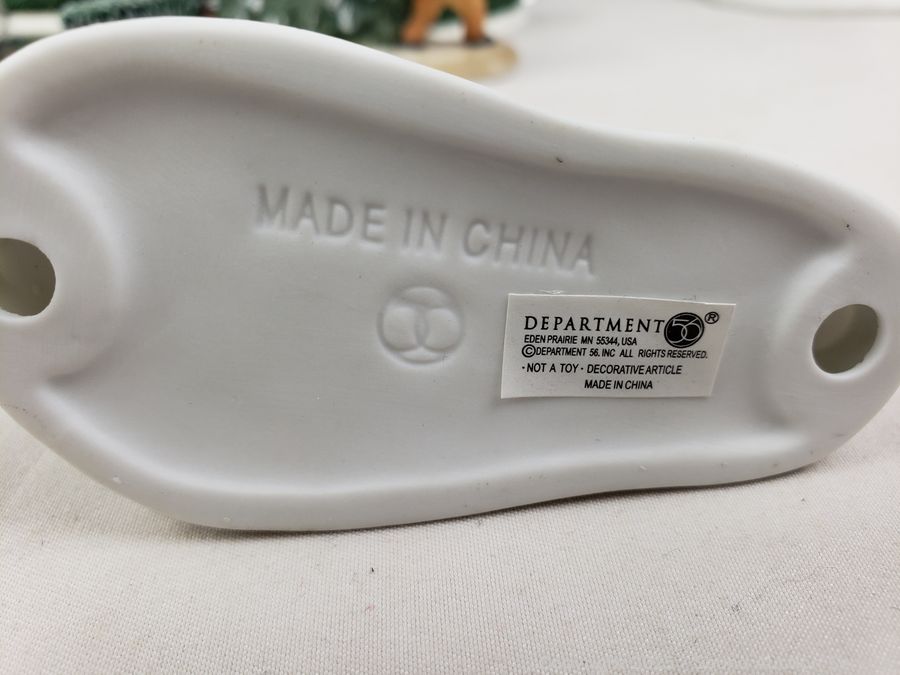 MADE IN CHINA
DEPARTMENT 56®
EDEN PRAIRIE MN 55344, USA
©DEPARTMENT 56. INC ALL RIGHTS RESERVED.
· NOT A TOY · DECORATIVE ARTICLE
MADE IN CHINA